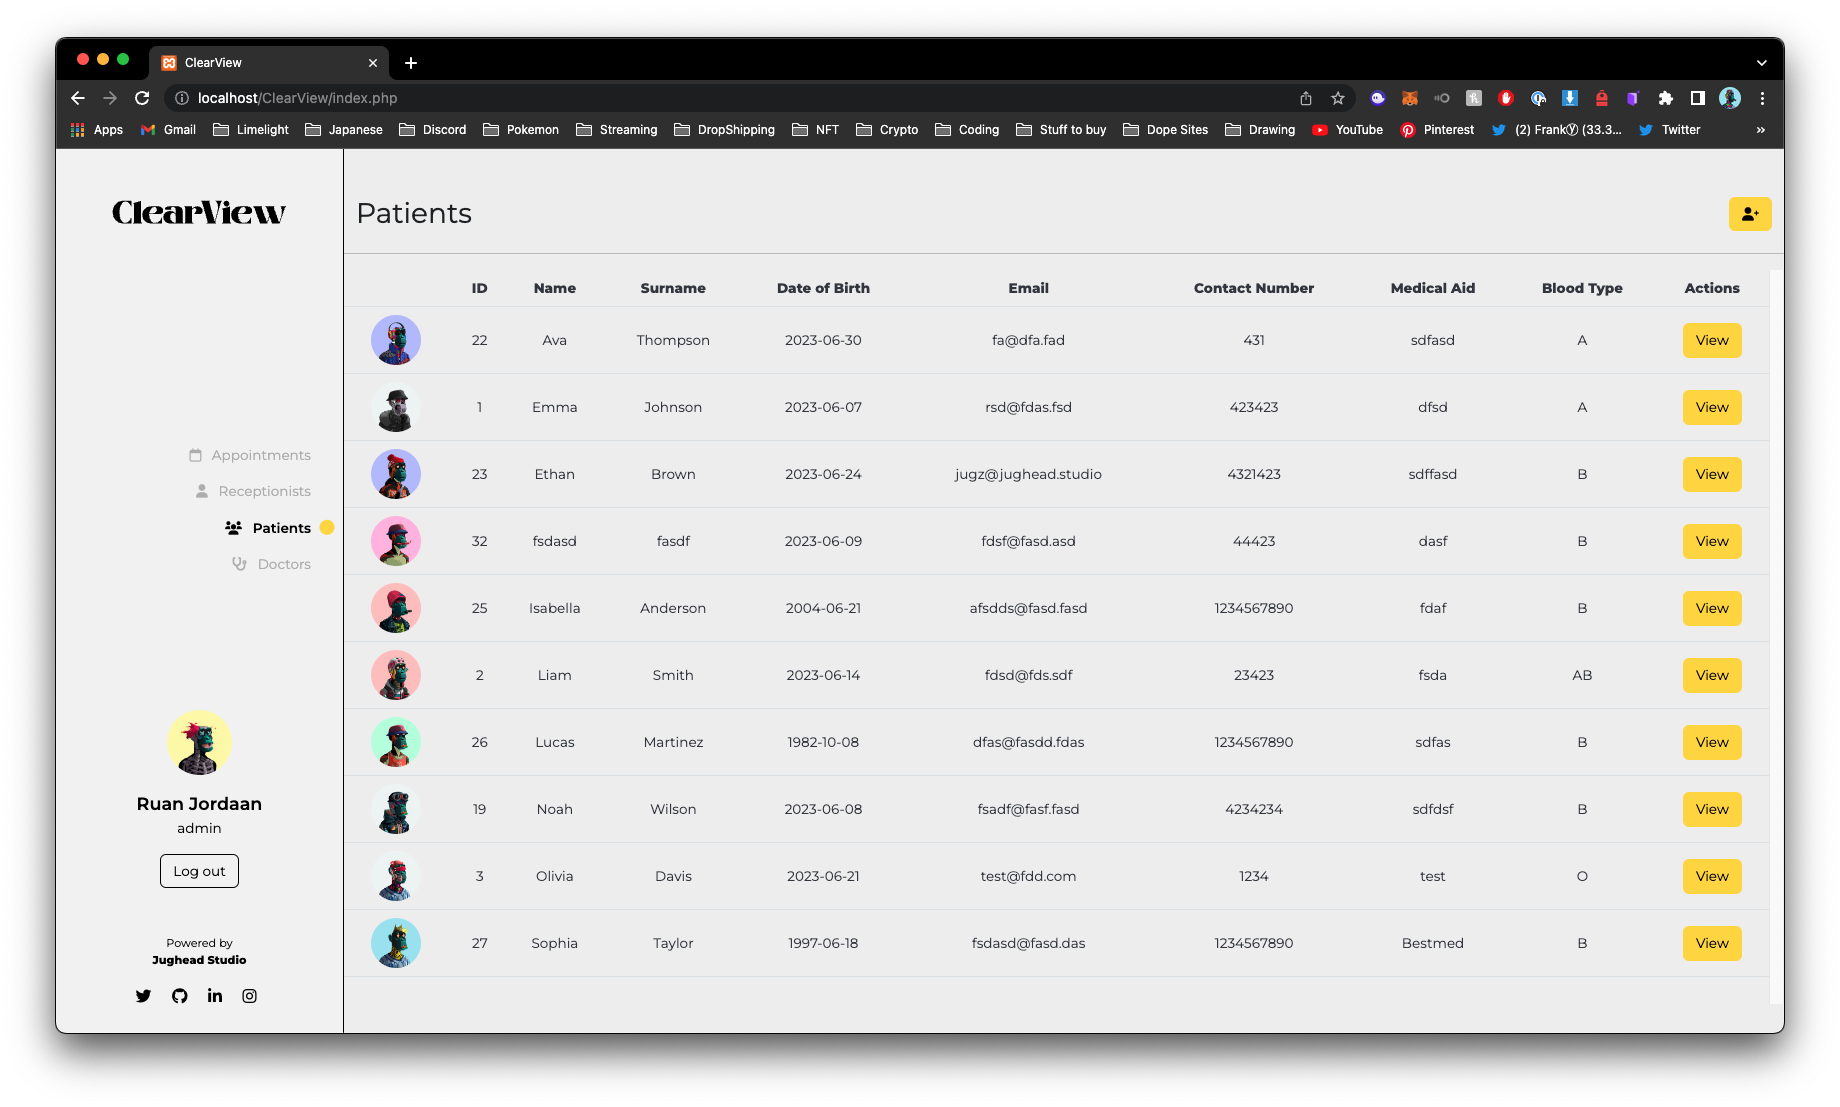 ClearView
localhost/ClearView/index.php
Apps Gmail Limelight Japanese Discord Pokemon Streaming DropShipping NFT Crypto Coding Stuff to buy Dope Sites Drawing YouTube Pinterest (2) FrankⓎ (33.3... Twitter »
ClearView
Appointments
Receptionists
Patients
Doctors
Ruan Jordaan
admin
Log out
Powered by
Jughead Studio
Patients
ID Name Surname Date of Birth Email Contact Number Medical Aid Blood Type Actions
22 Ava Thompson 2023-06-30 fa@dfa.fad 431 sdfasd A View
1 Emma Johnson 2023-06-07 rsd@fdas.fsd 423423 dfsd A View
23 Ethan Brown 2023-06-24 jugz@jughead.studio 4321423 sdffasd B View
32 fsdasd fasdf 2023-06-09 fdsf@fasd.asd 44423 dasf B View
25 Isabella Anderson 2004-06-21 afsdds@fasd.fasd 1234567890 fdaf B View
2 Liam Smith 2023-06-14 fdsd@fds.sdf 23423 fsda AB View
26 Lucas Martinez 1982-10-08 dfas@fasdd.fdas 1234567890 sdfas B View
19 Noah Wilson 2023-06-08 fsadf@fasf.fasd 4234234 sdfdsf B View
3 Olivia Davis 2023-06-21 test@fdd.com 1234 test O View
27 Sophia Taylor 1997-06-18 fsdasd@fasd.das 1234567890 Bestmed B View